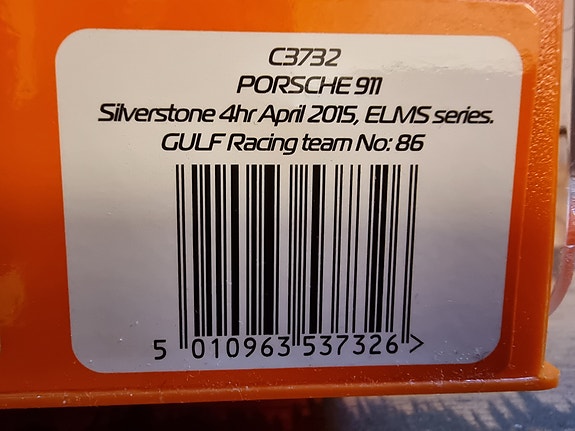 C3732
PORSCHE 911
Silverstone 4hr April 2015, ELMS series.
GULF Racing team No: 86
5 010963 537326 >